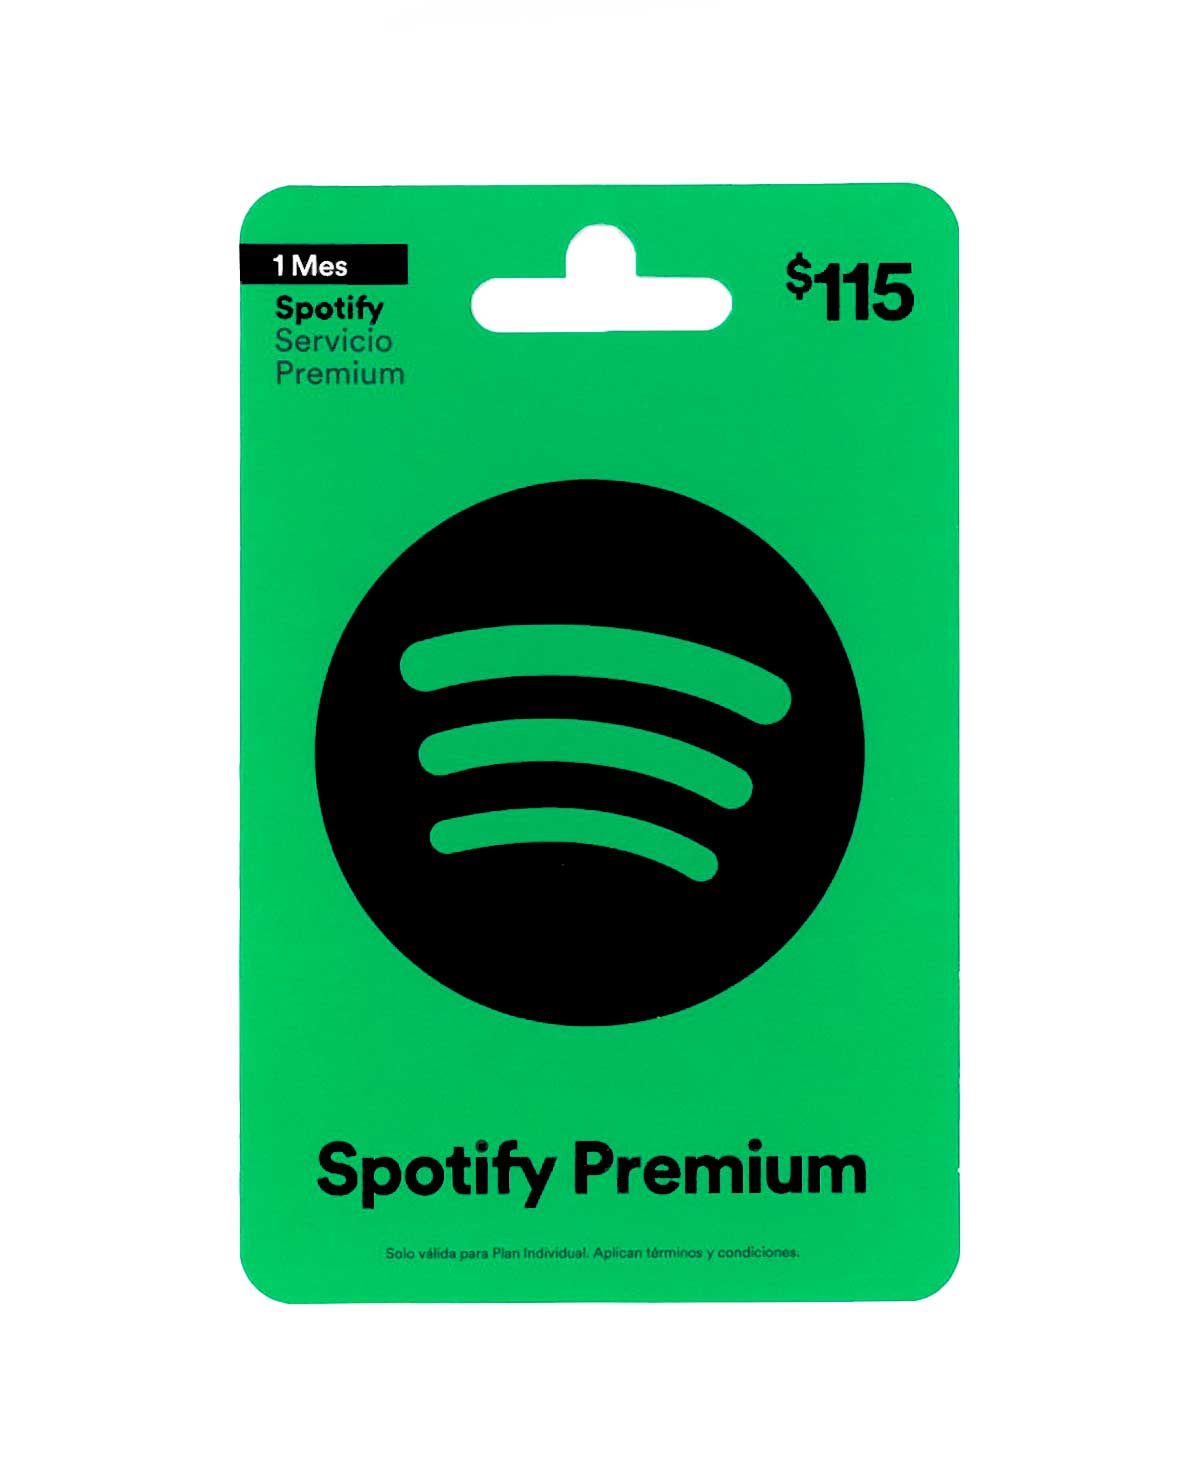 1 Mes
$115
Spotify
Servicio
Premium
Spotify Premium
Solo válida para Plan Individual. Aplican términos y condiciones.